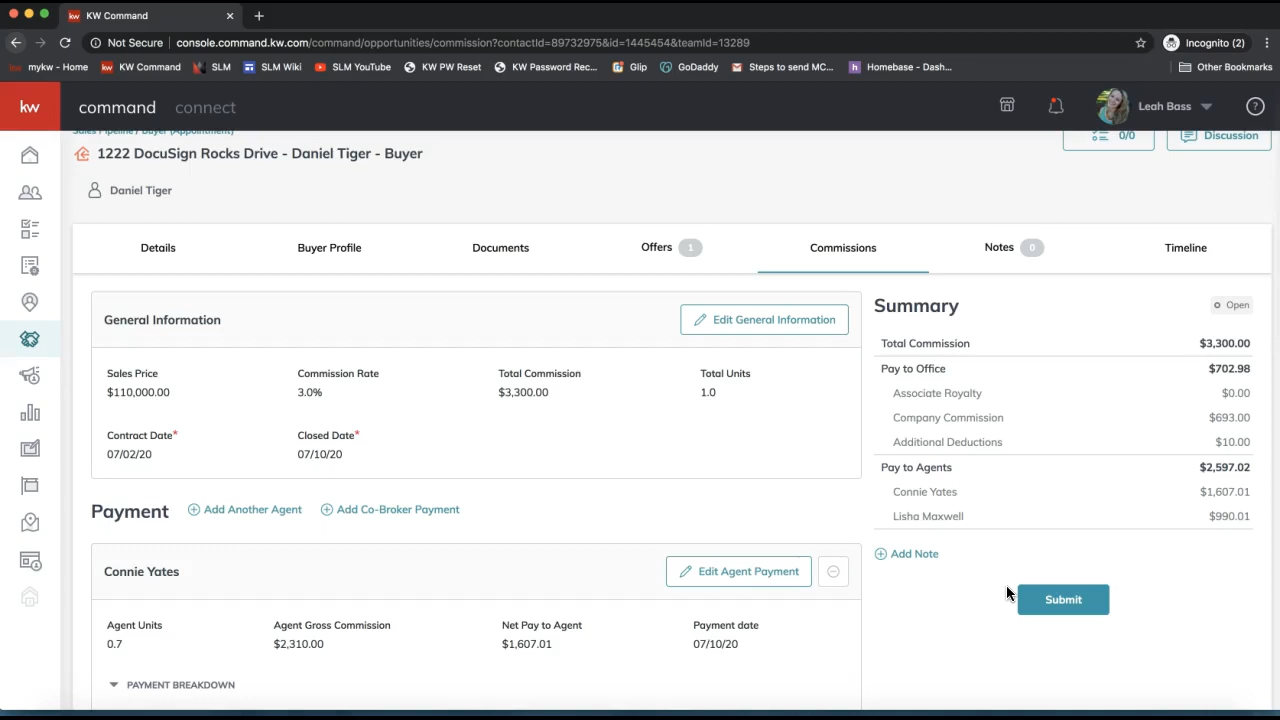 KW Command
Not Secure console.command.kw.com/command/opportunities/commission?contactId=89732975&id=1445454&teamId=13289 Incognito (2)
mykw - Home KW Command SLM SLM Wiki SLM YouTube KW PW Reset KW Password Rec... Glip GoDaddy Steps to send MC... Homebase - Dash... Other Bookmarks
kw command connect Leah Bass
Sales Pipeline / Buyer (Appointment)
0/0 Discussion
1222 DocuSign Rocks Drive - Daniel Tiger - Buyer
Daniel Tiger
Details Buyer Profile Documents Offers 1 Commissions Notes 0 Timeline
General Information Edit General Information
Sales Price Commission Rate Total Commission Total Units
$110,000.00 3.0% $3,300.00 1.0
Contract Date* Closed Date*
07/02/20 07/10/20
Payment Add Another Agent Add Co-Broker Payment
Connie Yates Edit Agent Payment
Agent Units Agent Gross Commission Net Pay to Agent Payment date
0.7 $2,310.00 $1,607.01 07/10/20
PAYMENT BREAKDOWN
Summary Open
Total Commission $3,300.00
Pay to Office $702.98
Associate Royalty $0.00
Company Commission $693.00
Additional Deductions $10.00
Pay to Agents $2,597.02
Connie Yates $1,607.01
Lisha Maxwell $990.01
Add Note
Submit